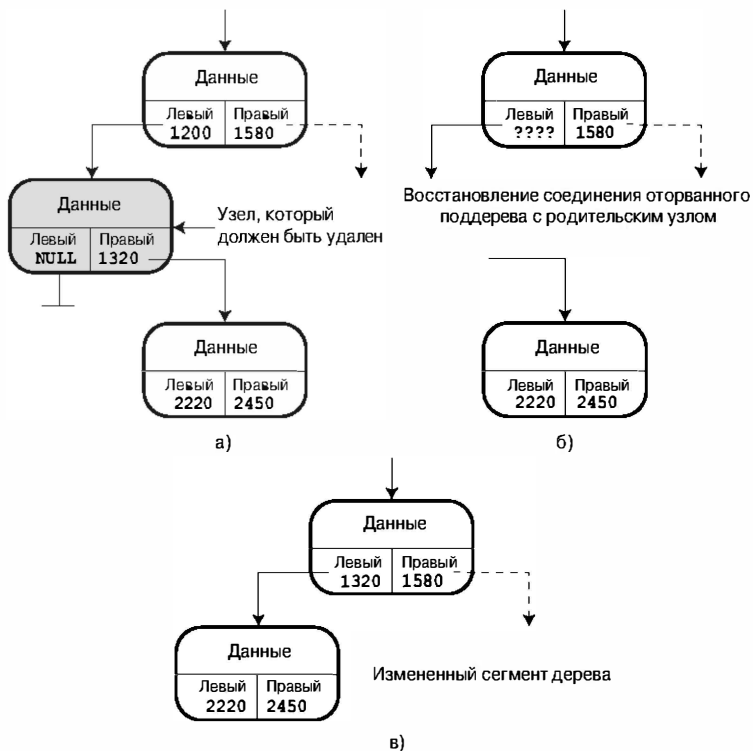 Данные
Левый Правый
1200 1580
Данные
Левый Правый
NULL 1320
Узел, который
должен быть удален
Данные
Левый Правый
2220 2450
а)
Данные
Левый Правый
???? 1580
Восстановление соединения оторванного
поддерева с родительским узлом
Данные
Левый Правый
2220 2450
б)
Данные
Левый Правый
1320 1580
Данные
Левый Правый
2220 2450
Измененный сегмент дерева
в)